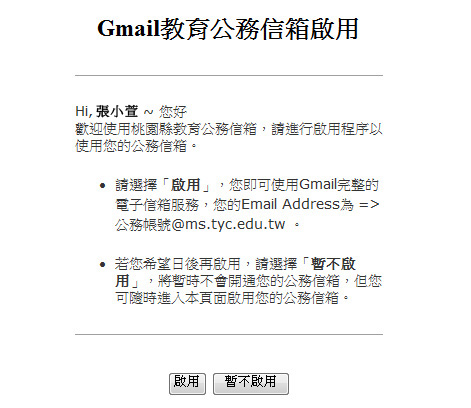 Gmail教育公務信箱啟用
Hi, 張小萱 ~ 您好
歡迎使用桃園縣教育公務信箱，請進行啟用程序以
使用您的公務信箱。
• 請選擇「啟用」，您即可使用Gmail完整的
電子信箱服務，您的Email Address為 =>
公務帳號@ms.tyc.edu.tw 。
• 若您希望日後再啟用，請選擇「暫不啟
用」，將暫時不會開通您的公務信箱，但您
可隨時進入本頁面啟用您的公務信箱。
啟用 暫不啟用